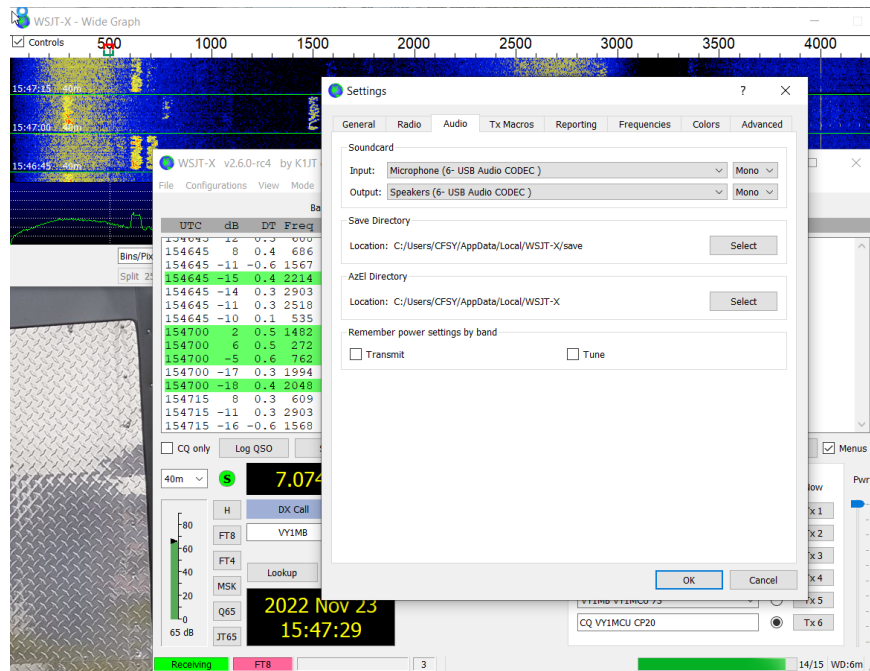 WSJT-X - Wide Graph
Controls
500 1000 1500 2000 2500 3000 3500 4000
15:47:15 40m
15:47:00 40m
15:46:45 40m
Settings
? X
General Radio Audio Tx Macros Reporting Frequencies Colors Advanced
Soundcard
Input: Microphone (6- USB Audio CODEC ) Mono
Output: Speakers (6- USB Audio CODEC ) Mono
Save Directory
Location: C:/Users/CFSY/AppData/Local/WSJT-X/save Select
AzEl Directory
Location: C:/Users/CFSY/AppData/Local/WSJT-X Select
Remember power settings by band
Transmit Tune
OK Cancel
WSJT-X v2.6.0-rc4 by K1JT
File Configurations View Mode
Ba
UTC dB DT Freq
154645 12 0.3
154645 8 0.4 686
154645 -11 -0.6 1567
154645 -15 0.4 2214
154645 -14 0.3 2903
154645 -11 0.3 2518
154645 -10 0.1 535
154700 2 0.5 1482
154700 6 0.5 272
154700 -5 0.6 762
154700 -17 0.3 1994
154700 -18 0.4 2048
154715 8 0.3 609
154715 -11 0.3 2903
154715 -16 -0.6 1568
Bins/Pix
Split 25
CQ only Log QSO S Menus
40m S 7.074
H DX Call
FT8 VY1MB
FT4
MSK Lookup
Q65
JT65
2022 Nov 23
15:47:29
80
60
40
20
0
65 dB
low Pwr
Tx 1
Tx 2
Tx 3
Tx 4
VY1MB VY1MCU 73 Tx 5
CQ VY1MCU CP20 Tx 6
Receiving FT8 3 14/15 WD:6m